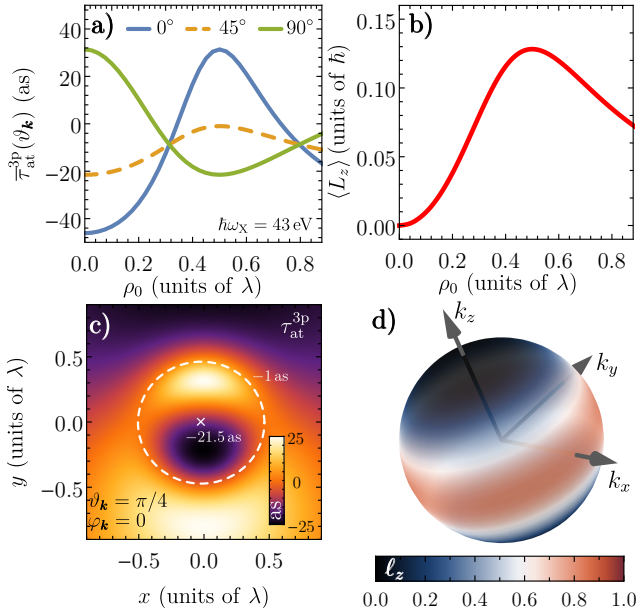 a) 0° 45° 90°
40
20
0
−20
−40
τ̅₃ₚᵃᵗ(ϑₖ) (as)
ħωX = 43 eV
0.0 0.2 0.4 0.6 0.8
ρ0 (units of λ)
b)
0.15
0.10
0.05
0.00
⟨Lz⟩ (units of ħ)
0.0 0.2 0.4 0.6 0.8
ρ0 (units of λ)
c) τ^3p_at
0.5
0.0
−0.5
y (units of λ)
−1 as
−21.5 as
25
0
−25
as
ϑk = π/4
φk = 0
−0.5 0.0 0.5
x (units of λ)
d)
kz
ky
kx
ℓz
0.0 0.2 0.4 0.6 0.8 1.0